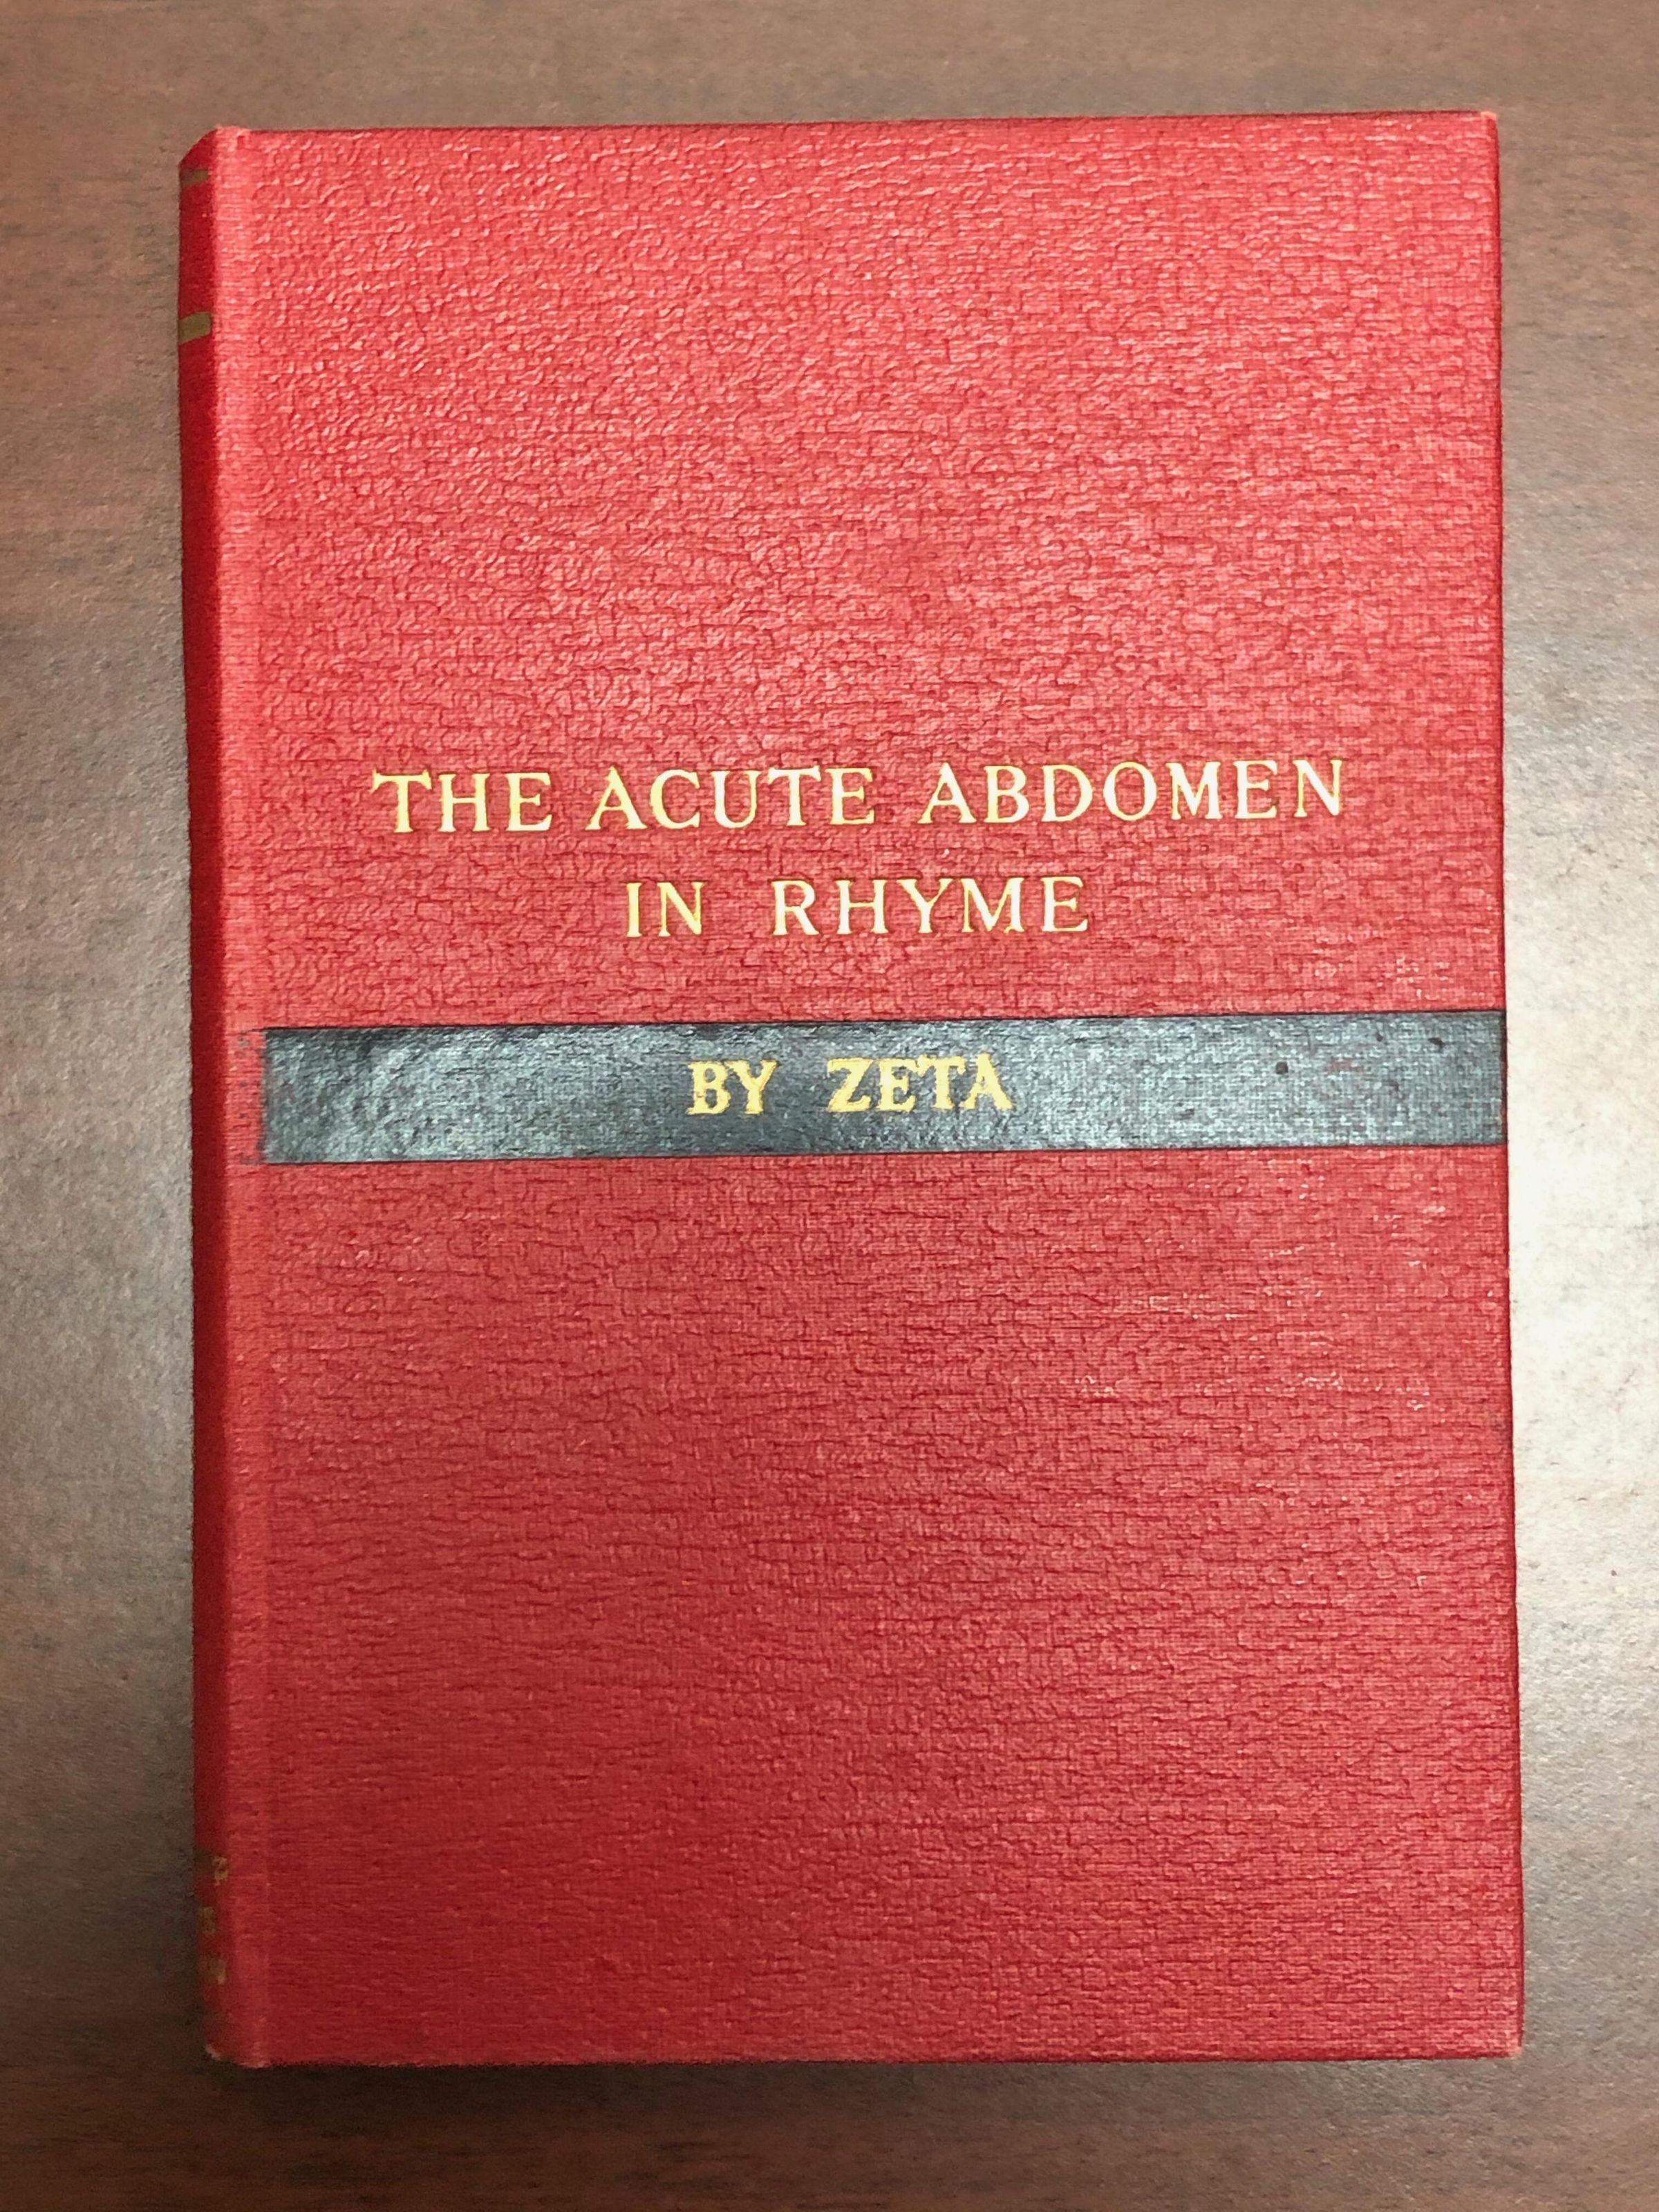 THE ACUTE ABDOMEN
IN RHYME
BY ZETA